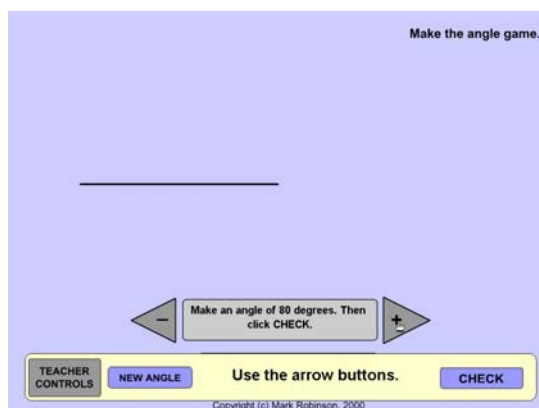 Make the angle game.
−
Make an angle of 80 degrees. Then
click CHECK.
+
TEACHER
CONTROLS
NEW ANGLE
Use the arrow buttons.
CHECK
Copyright (c) Mark Robinson, 2000